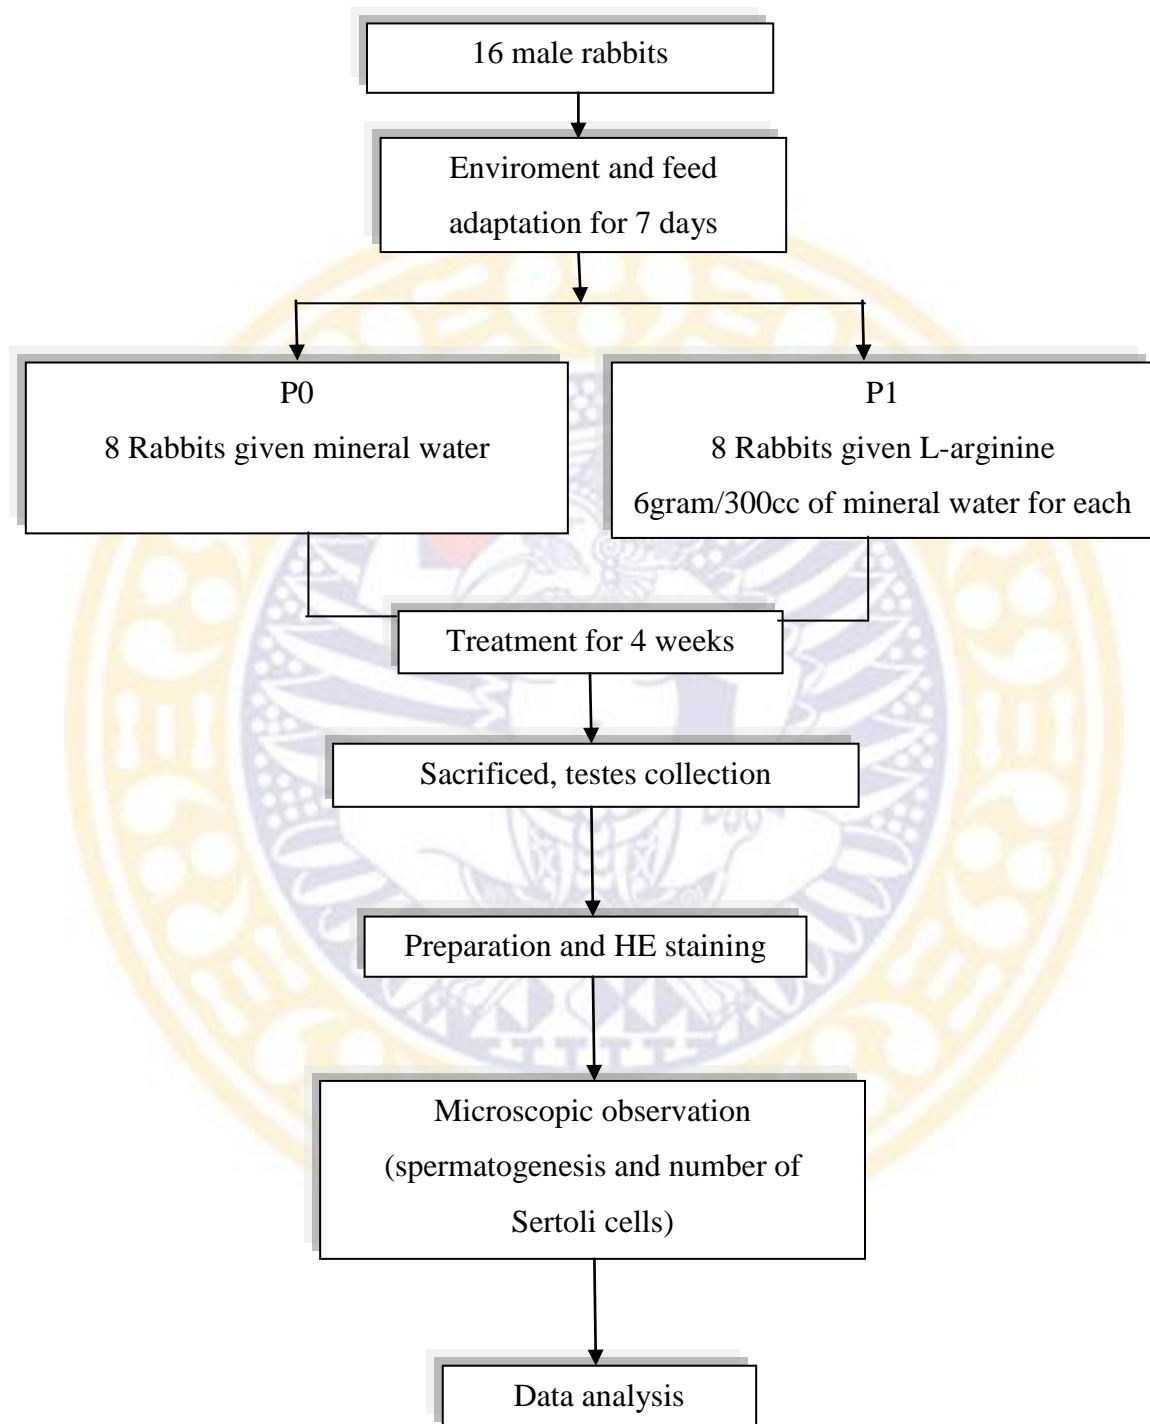 16 male rabbits
Enviroment and feed
adaptation for 7 days
P0
8 Rabbits given mineral water
P1
8 Rabbits given L-arginine
6gram/300cc of mineral water for each
Treatment for 4 weeks
Sacrificed, testes collection
Preparation and HE staining
Microscopic observation
(spermatogenesis and number of
Sertoli cells)
Data analysis